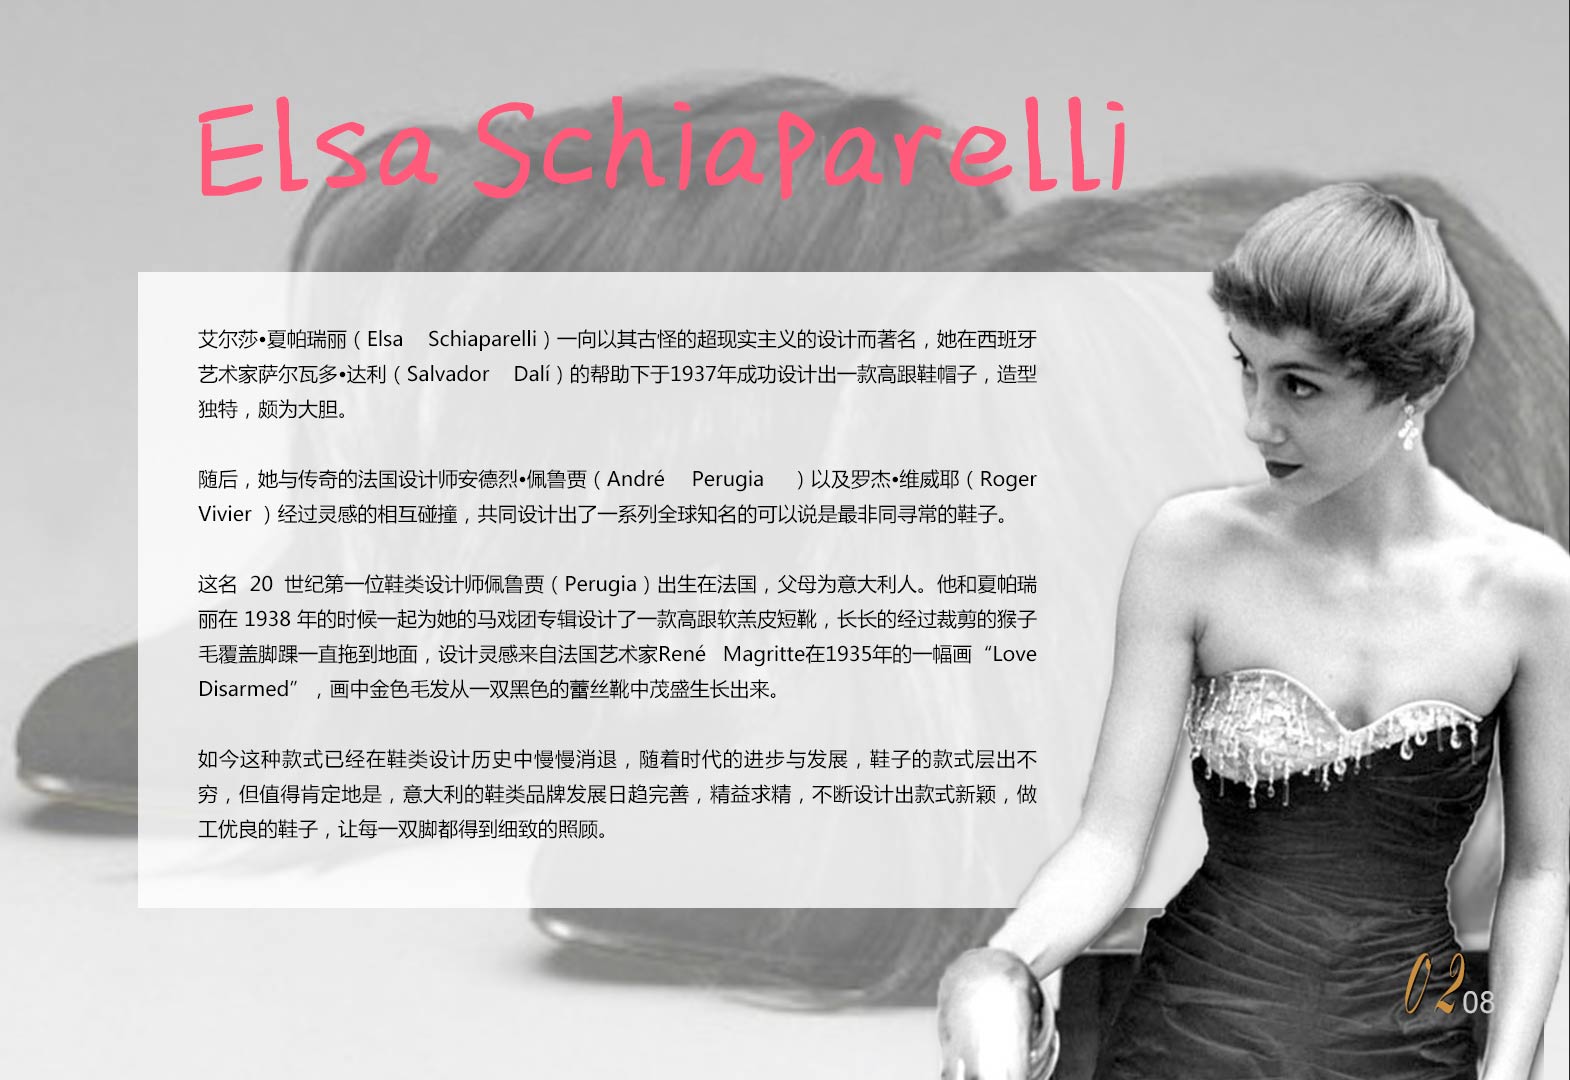 Elsa Schiaparelli
艾尔莎•夏帕瑞丽（Elsa Schiaparelli）一向以其古怪的超现实主义的设计而著名，她在西班牙
艺术家萨尔瓦多•达利（Salvador Dalí）的帮助下于1937年成功设计出一款高跟鞋帽子，造型
独特，颇为大胆。
随后，她与传奇的法国设计师安德烈•佩鲁贾（André Perugia ）以及罗杰•维威耶（Roger
Vivier ）经过灵感的相互碰撞，共同设计出了一系列全球知名的可以说是最非同寻常的鞋子。
这名 20 世纪第一位鞋类设计师佩鲁贾（Perugia）出生在法国，父母为意大利人。他和夏帕瑞
丽在 1938 年的时候一起为她的马戏团专辑设计了一款高跟软羔皮短靴，长长的经过裁剪的猴子
毛覆盖脚踝一直拖到地面，设计灵感来自法国艺术家René Magritte在1935年的一幅画“Love
Disarmed”，画中金色毛发从一双黑色的蕾丝靴中茂盛生长出来。
如今这种款式已经在鞋类设计历史中慢慢消退，随着时代的进步与发展，鞋子的款式层出不
穷，但值得肯定地是，意大利的鞋类品牌发展日趋完善，精益求精，不断设计出款式新颖，做
工优良的鞋子，让每一双脚都得到细致的照顾。
02 08